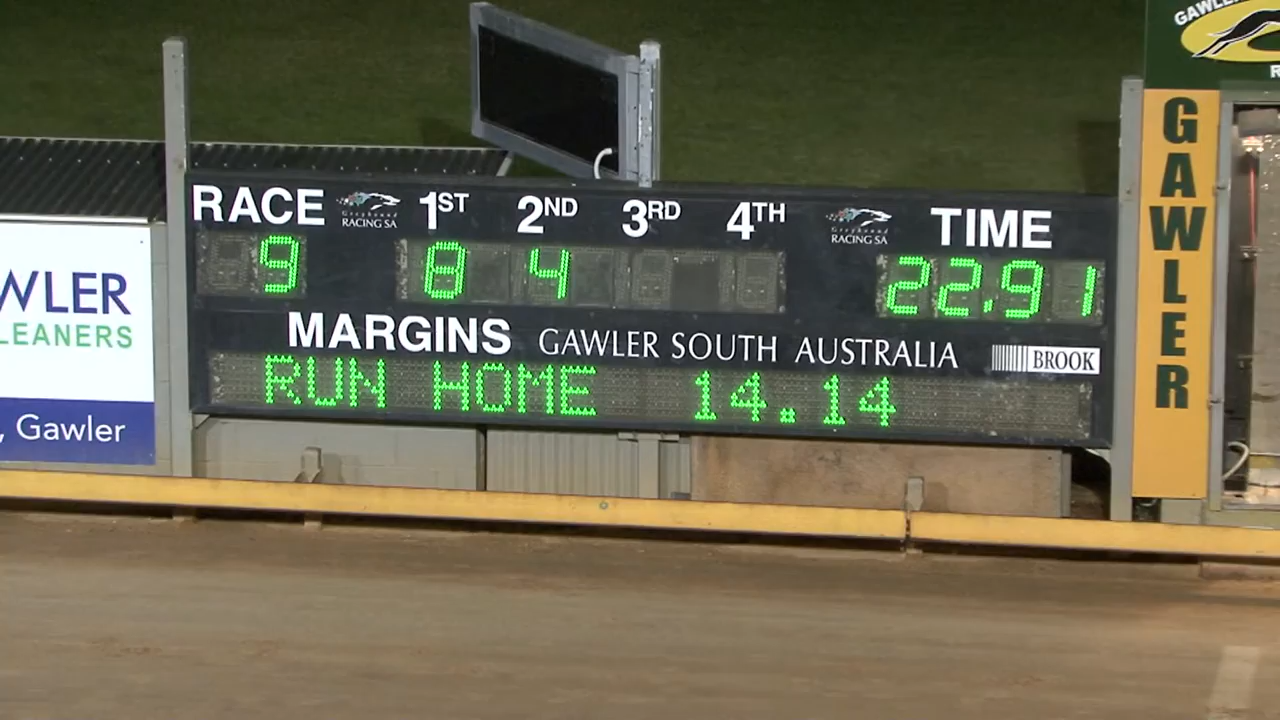 GAWLE
R
GAWLER
RACE 1ST 2ND 3RD 4TH TIME
Greyhound
RACING SA
Greyhound
RACING SA
9 8 4 22.91
MARGINS GAWLER SOUTH AUSTRALIA BROOK
RUN HOME 14.14
WLER
LEANERS
, Gawler